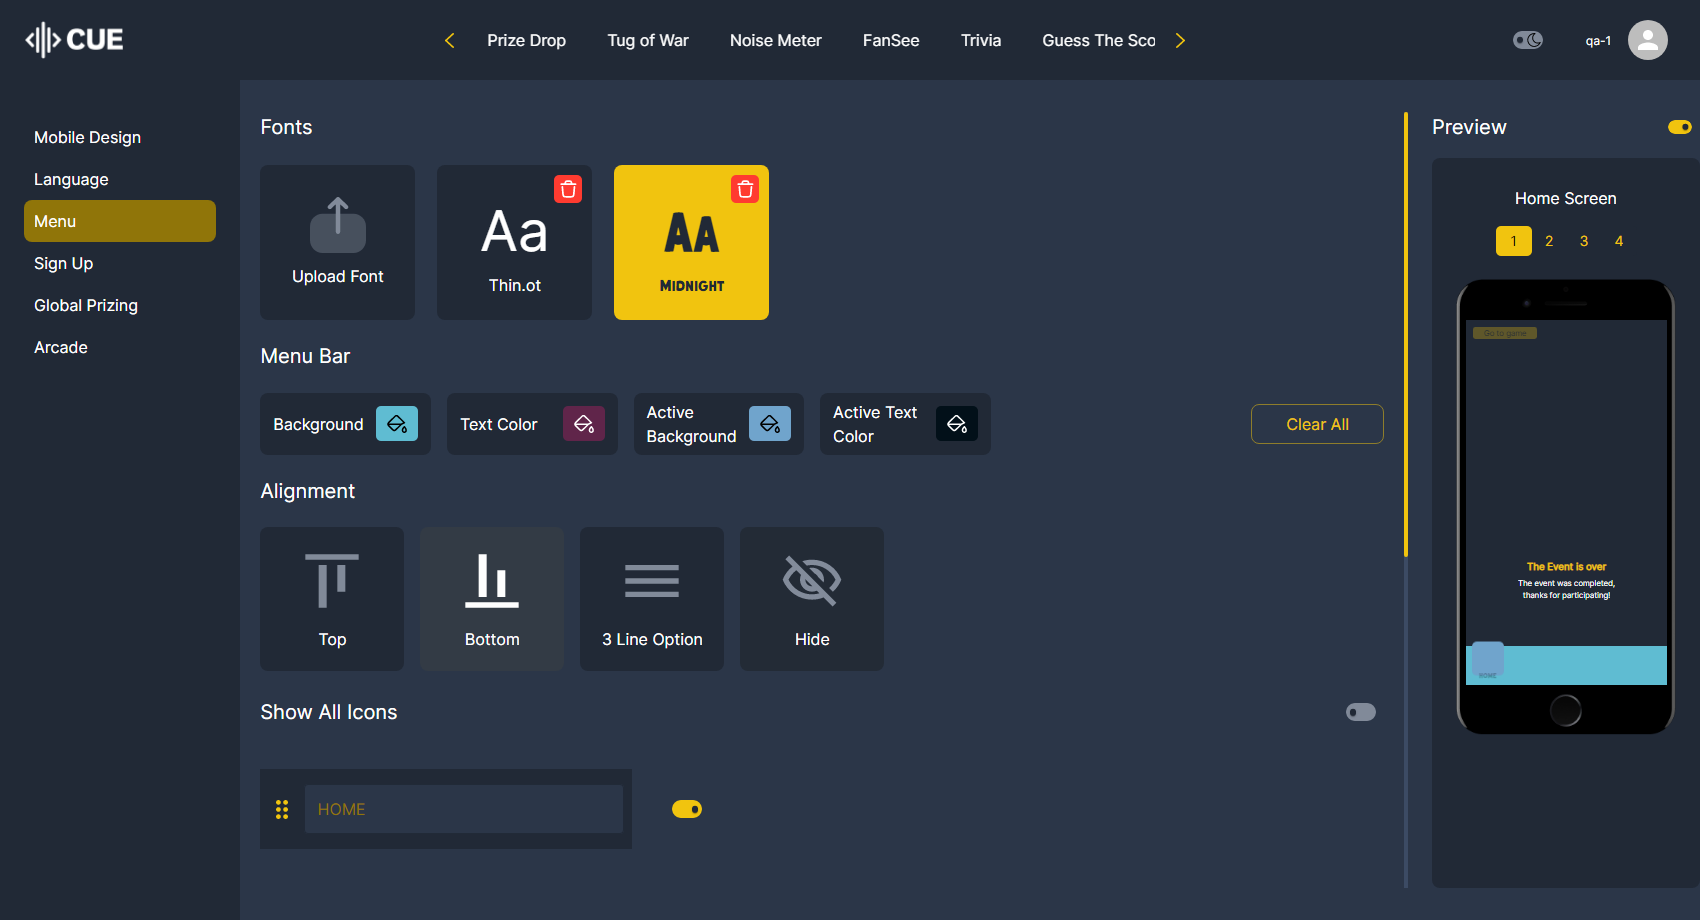 CUE
Prize Drop
Tug of War
Noise Meter
FanSee
Trivia
Guess The Sco
qa-1
Mobile Design
Language
Menu
Sign Up
Global Prizing
Arcade
Fonts
Upload Font
Aa
Thin.ot
AA
MIDNIGHT
Menu Bar
Background
Text Color
Active
Background
Active Text
Color
Clear All
Alignment
Top
Bottom
3 Line Option
Hide
Show All Icons
HOME
Preview
Home Screen
1 2 3 4
Go to game
The Event is over
The event was completed,
thanks for participating!
HOME